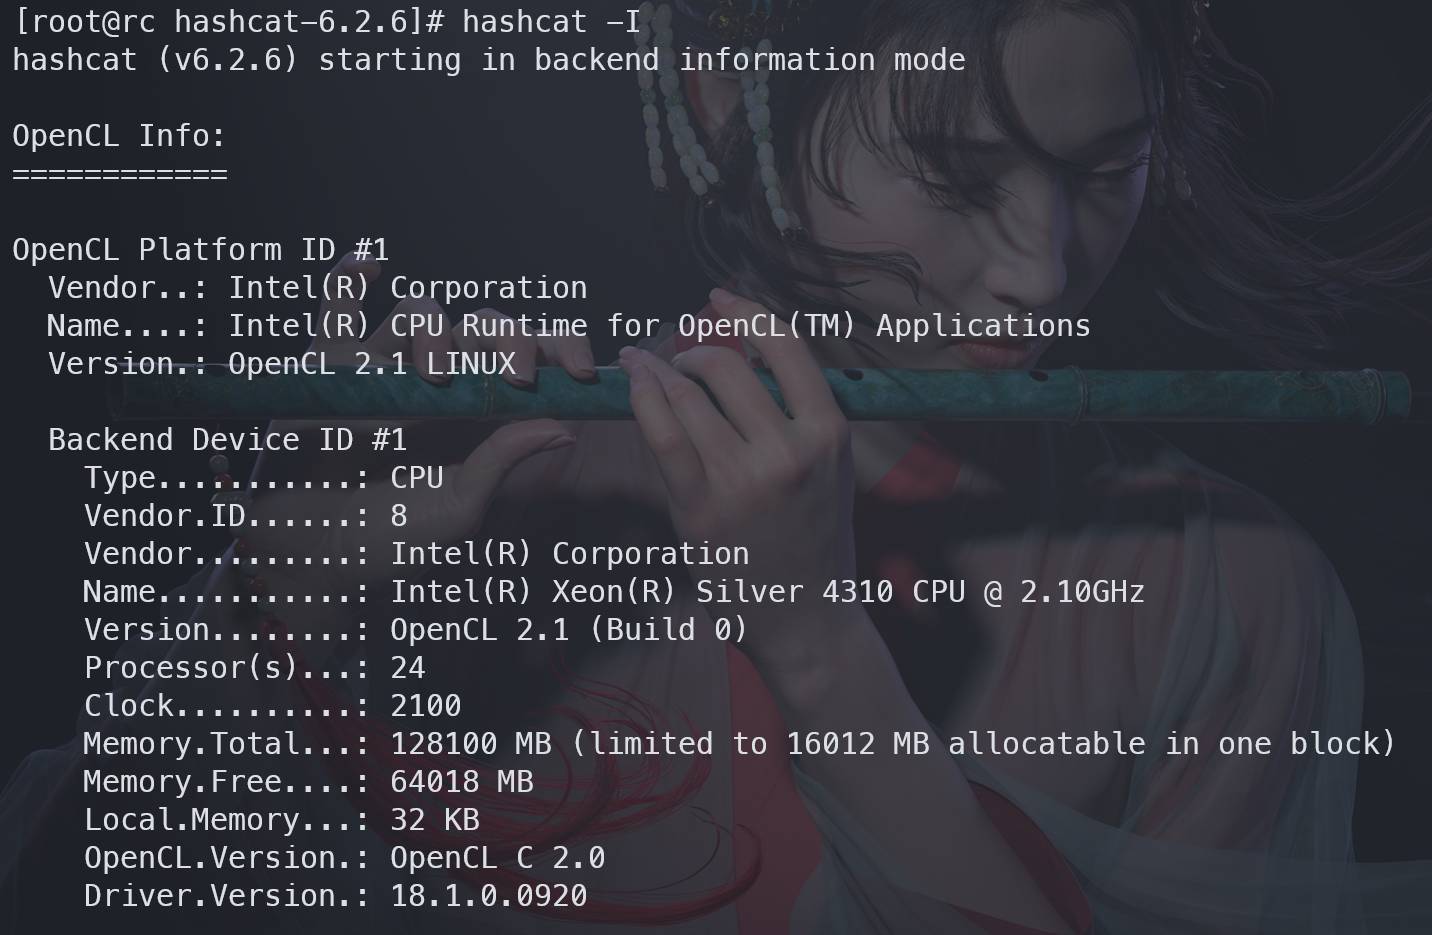 [root@rc hashcat-6.2.6]# hashcat -I
hashcat (v6.2.6) starting in backend information mode
OpenCL Info:
============
OpenCL Platform ID #1
  Vendor..: Intel(R) Corporation
  Name....: Intel(R) CPU Runtime for OpenCL(TM) Applications
  Version.: OpenCL 2.1 LINUX
  Backend Device ID #1
    Type...........: CPU
    Vendor.ID......: 8
    Vendor.........: Intel(R) Corporation
    Name...........: Intel(R) Xeon(R) Silver 4310 CPU @ 2.10GHz
    Version........: OpenCL 2.1 (Build 0)
    Processor(s)...: 24
    Clock..........: 2100
    Memory.Total...: 128100 MB (limited to 16012 MB allocatable in one block)
    Memory.Free....: 64018 MB
    Local.Memory...: 32 KB
    OpenCL.Version.: OpenCL C 2.0
    Driver.Version.: 18.1.0.0920